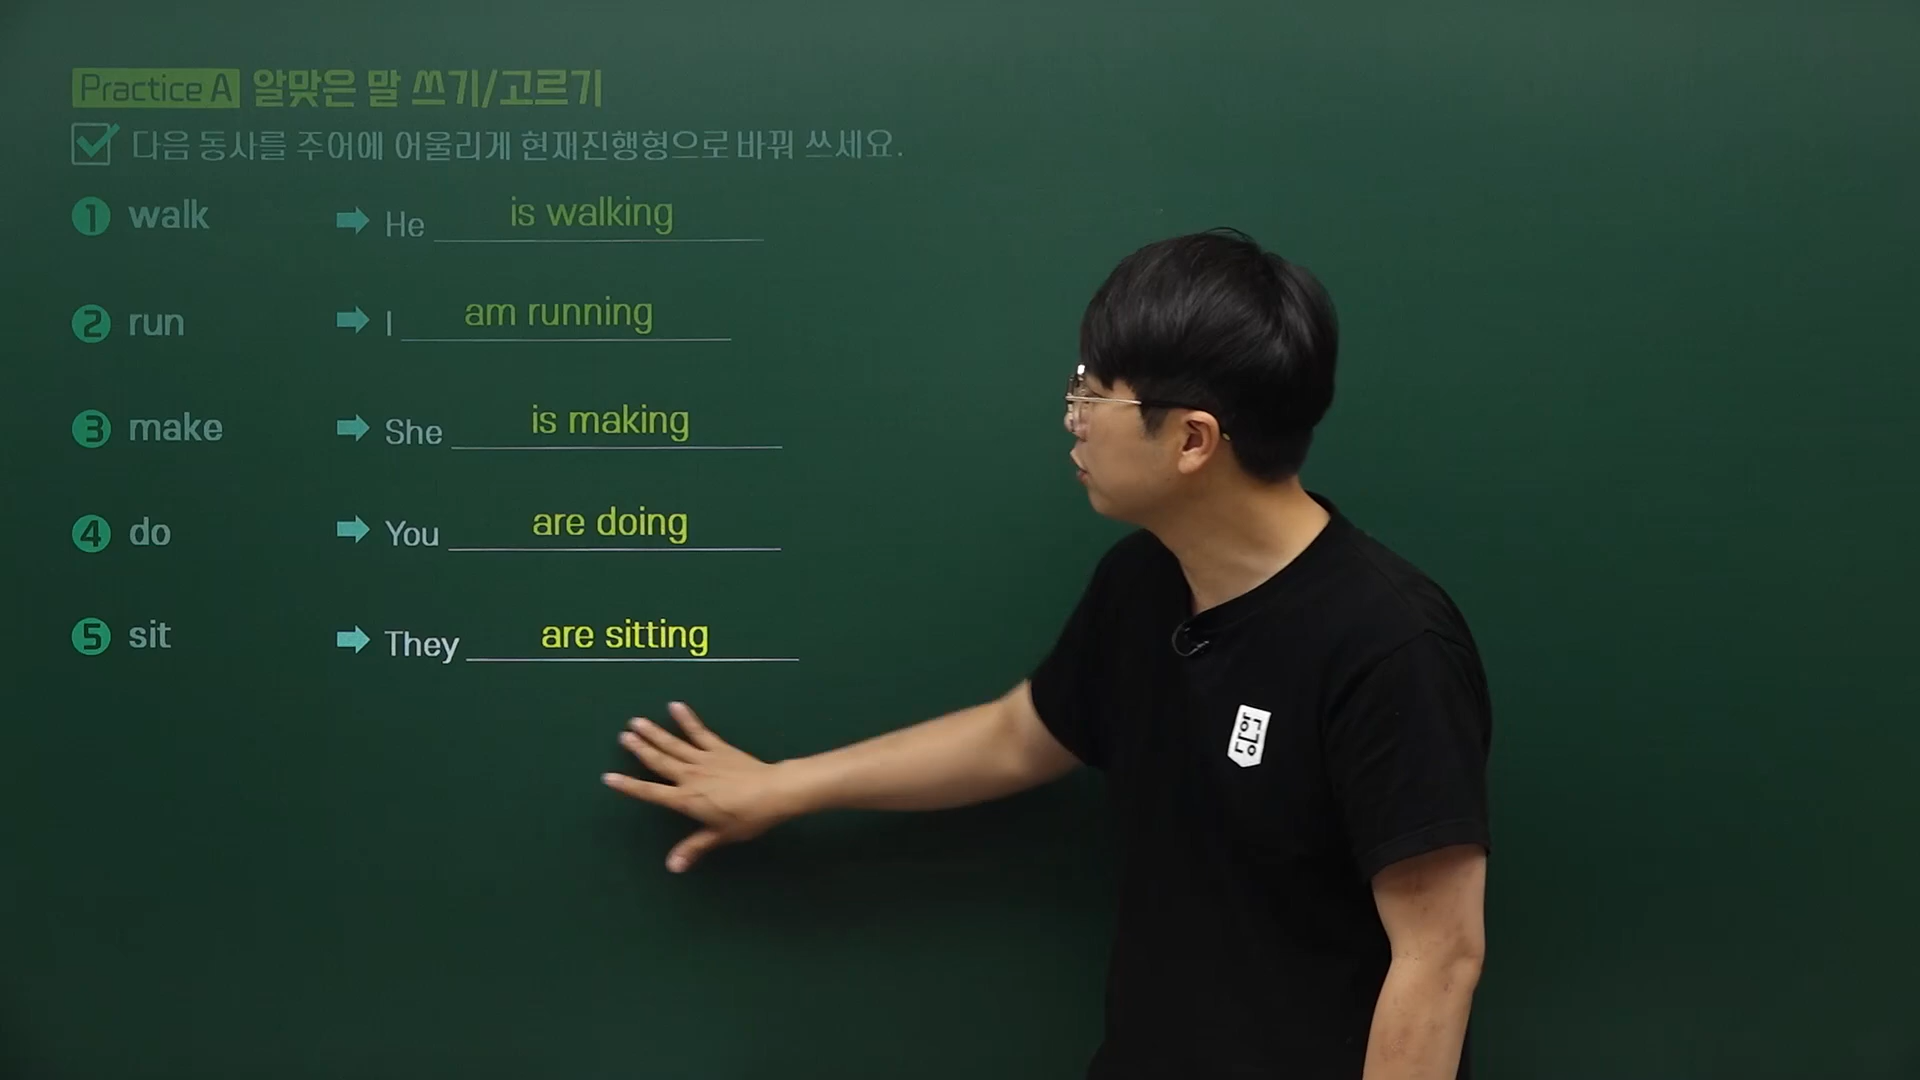 Practice A 알맞은 말 쓰기/고르기
다음 동사를 주어에 어울리게 현재진행형으로 바꿔 쓰세요.
1 walk ➡ He is walking
2 run ➡ I am running
3 make ➡ She is making
4 do ➡ You are doing
5 sit ➡ They are sitting